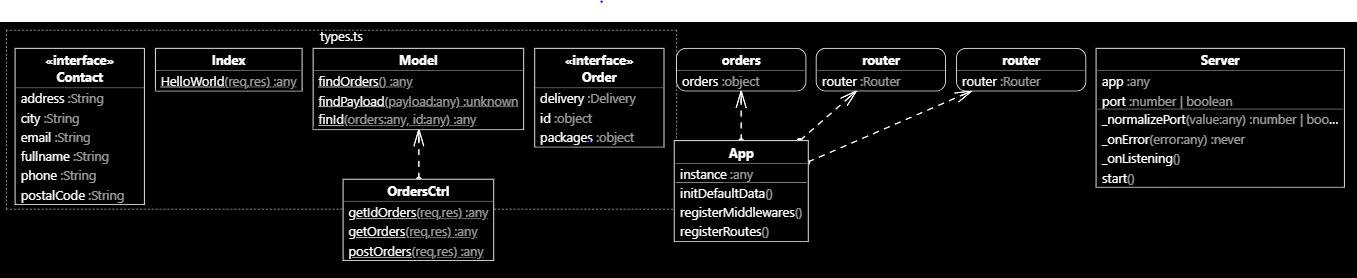 types.ts
«interface»
Contact
address :String
city :String
email :String
fullname :String
phone :String
postalCode :String
Index
HelloWorld(req,res) :any
Model
findOrders() :any
findPayload(payload:any) :unknown
finId(orders:any, id:any) :any
«interface»
Order
delivery :Delivery
id :object
packages :object
orders
orders :object
router
router :Router
router
router :Router
Server
app :any
port :number | boolean
_normalizePort(value:any) :number | boo...
_onError(error:any) :never
_onListening()
start()
OrdersCtrl
getIdOrders(req,res) :any
getOrders(req,res) :any
postOrders(req,res) :any
App
instance :any
initDefaultData()
registerMiddlewares()
registerRoutes()